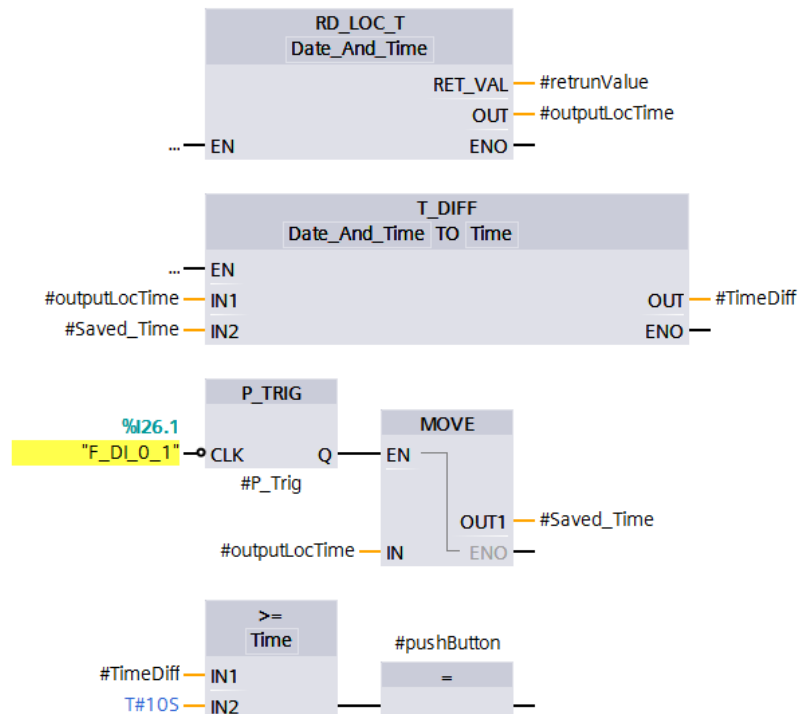 RD_LOC_T
Date_And_Time
RET_VAL #retrunValue
OUT #outputLocTime
... EN ENO
T_DIFF
Date_And_Time TO Time
... EN
#outputLocTime IN1 OUT #TimeDiff
#Saved_Time IN2 ENO
P_TRIG
%I26.1 MOVE
"F_DI_0_1" CLK Q EN
#P_Trig
OUT1 #Saved_Time
#outputLocTime IN ENO
>=
Time #pushButton
#TimeDiff IN1 =
T#10S IN2